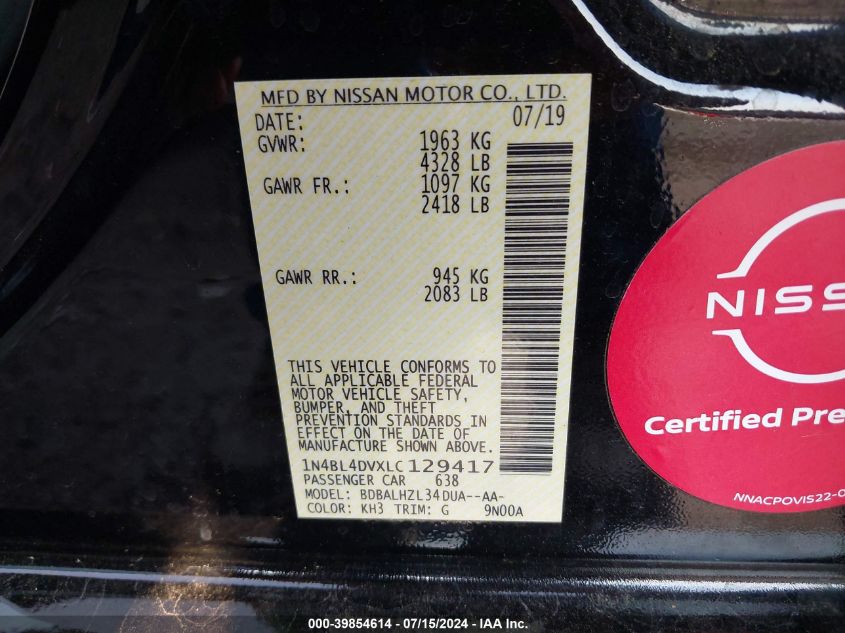 MFD BY NISSAN MOTOR CO., LTD.
DATE: 07/19
GVWR: 1963 KG
4328 LB
GAWR FR.: 1097 KG
2418 LB
GAWR RR.: 945 KG
2083 LB
THIS VEHICLE CONFORMS TO
ALL APPLICABLE FEDERAL
MOTOR VEHICLE SAFETY,
BUMPER, AND THEFT
PREVENTION STANDARDS IN
EFFECT ON THE DATE OF
MANUFACTURE SHOWN ABOVE.
1N4BL4DVXLC129417
PASSENGER CAR 638
MODEL: BDBALHZL34DUA--AA-
COLOR: KH3 TRIM: G 9N00A
NISS
Certified Pre
NNACPOVIS22-0
000-39854614 - 07/15/2024 - IAA Inc.